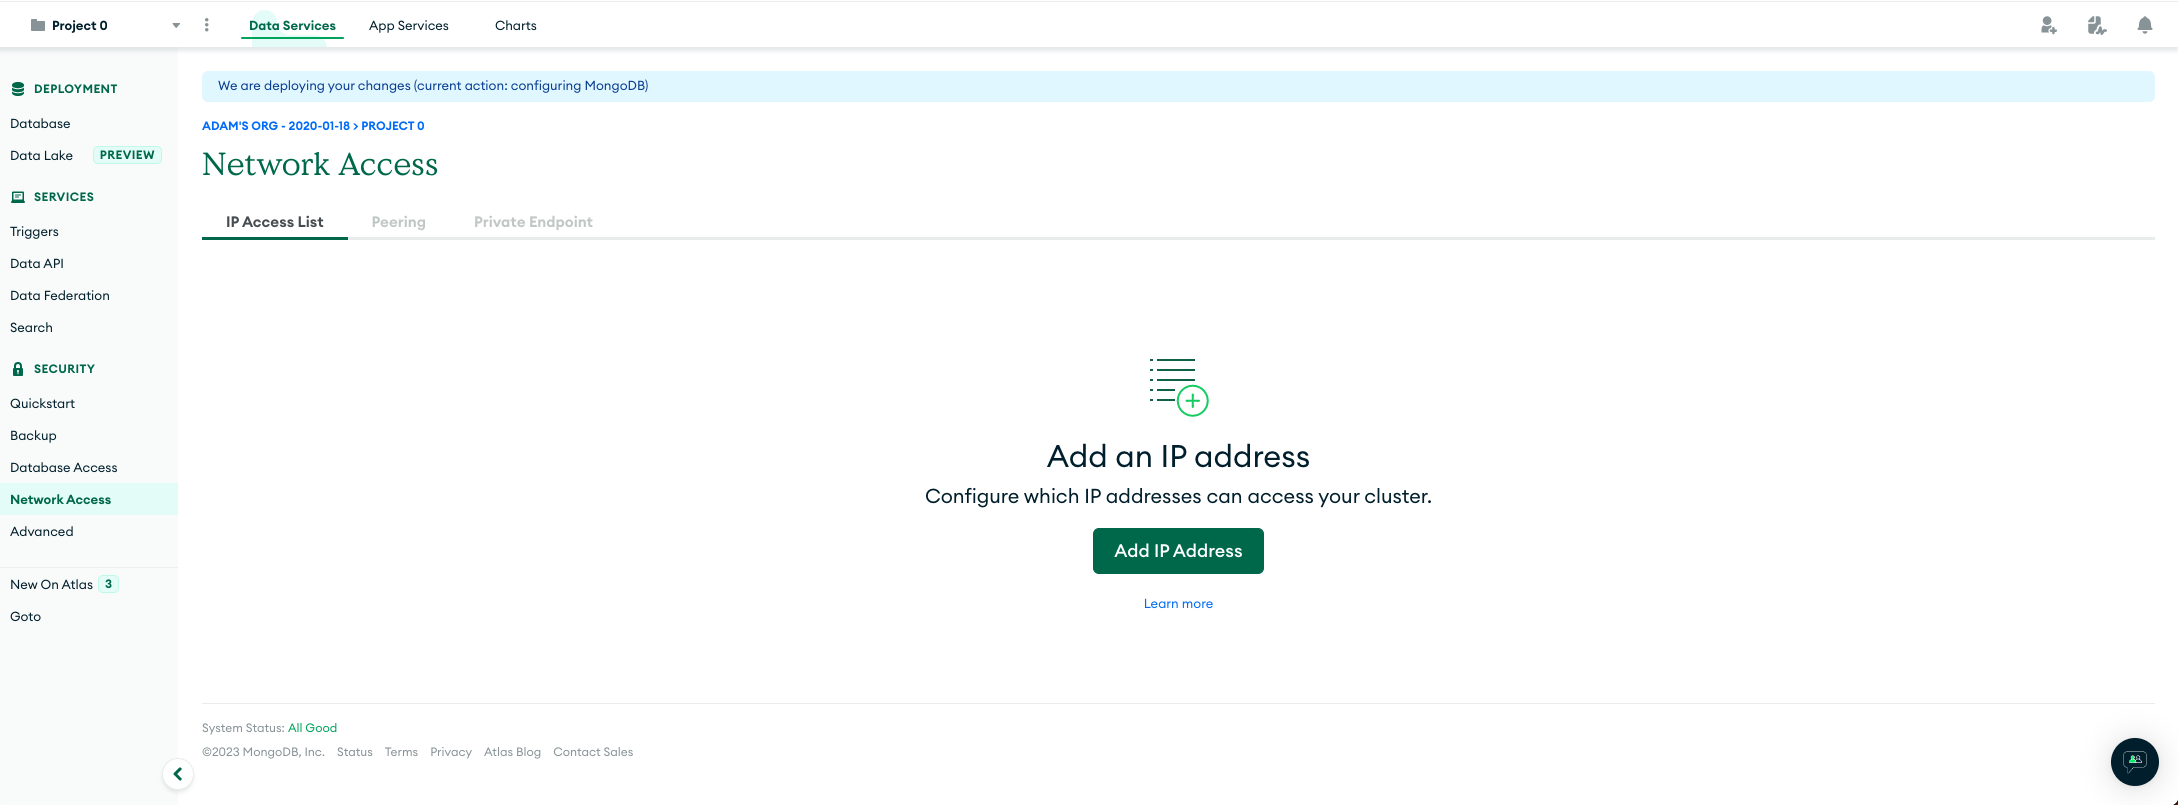 Project 0
Data Services
App Services
Charts
DEPLOYMENT
Database
Data Lake PREVIEW
SERVICES
Triggers
Data API
Data Federation
Search
SECURITY
Quickstart
Backup
Database Access
Network Access
Advanced
New On Atlas 3
Goto
We are deploying your changes (current action: configuring MongoDB)
ADAM'S ORG - 2020-01-18 > PROJECT 0
Network Access
IP Access List
Peering
Private Endpoint
Add an IP address
Configure which IP addresses can access your cluster.
Add IP Address
Learn more
System Status: All Good
©2023 MongoDB, Inc. Status Terms Privacy Atlas Blog Contact Sales